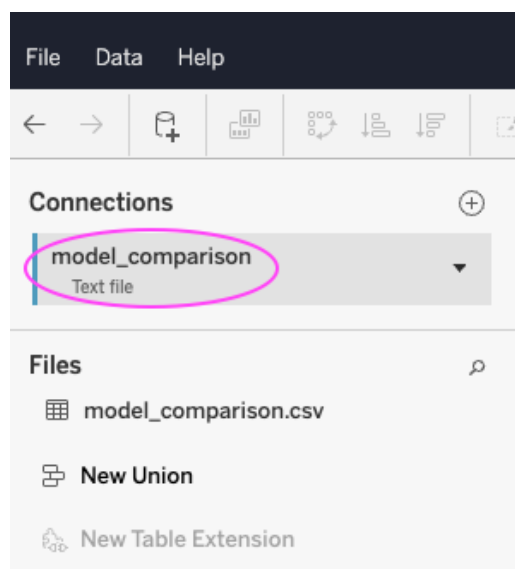 File Data Help
Connections
model_comparison
Text file
Files
model_comparison.csv
New Union
New Table Extension